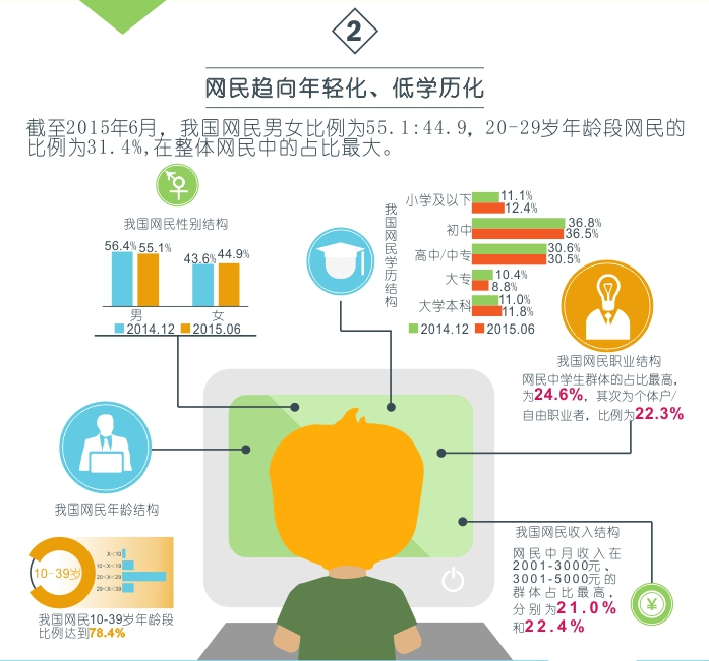 2
网民趋向年轻化、低学历化
截至2015年6月，我国网民男女比例为55.1:44.9，20-29岁年龄段网民的
比例为31.4%,在整体网民中的占比最大。
我国网民性别结构
56.4% 55.1%
43.6% 44.9%
男 女
2014.12 2015.06
我国网民学历结构
小学及以下 11.1%
12.4%
初中 36.8%
36.5%
高中/中专 30.6%
30.5%
大专 10.4%
8.8%
大学本科 11.0%
11.8%
2014.12 2015.06
我国网民职业结构
网民中学生群体的占比最高，
为24.6%，其次为个体户/
自由职业者，比例为22.3%
我国网民年龄结构
10-39岁
X<10
10<X<19
20<X<29
29<X<39
我国网民10-39岁年龄段
比例达到78.4%
我国网民收入结构
网民中月收入在
2001-3000元、
3001-5000元的
群体占比最高，
分别为21.0%
和22.4%
¥